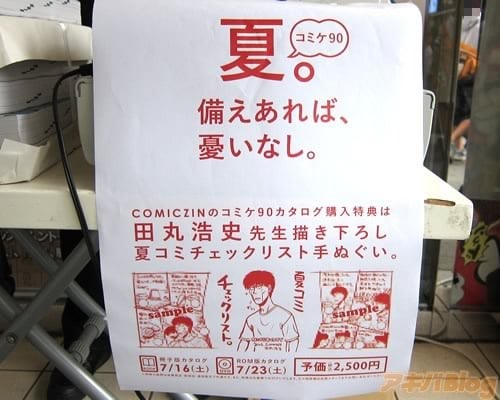 夏。
コミケ90
備えあれば、
憂いなし。
COMICZINのコミケ90カタログ購入特典は
田丸浩史先生描き下ろし
夏コミチェックリスト手ぬぐい。
夏コミ
チェックリスト。
sample
sample
冊子版カタログ
7/16(土)
ROM版カタログ
7/23(土)
予価 2,500円
アキバBlog